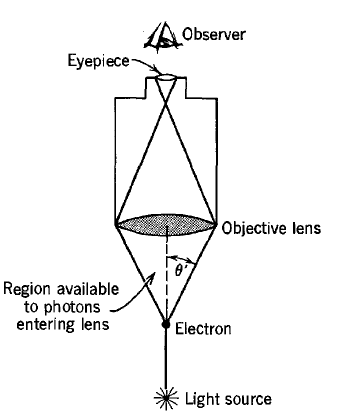 Observer
Eyepiece
Objective lens
θ'
Region available
to photons
entering lens
Electron
Light source